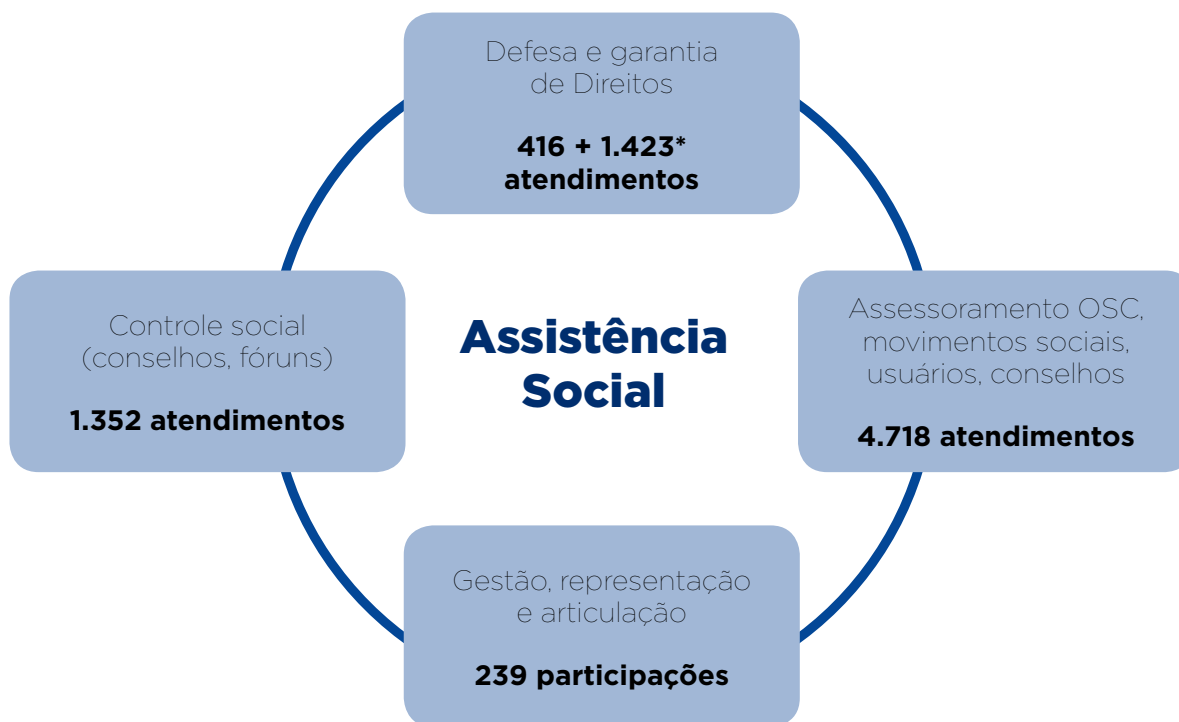 Defesa e garantia
de Direitos
416 + 1.423*
atendimentos
Controle social
(conselhos, fóruns)
1.352 atendimentos
Assistência
Social
Assessoramento OSC,
movimentos sociais,
usuários, conselhos
4.718 atendimentos
Gestão, representação
e articulação
239 participações